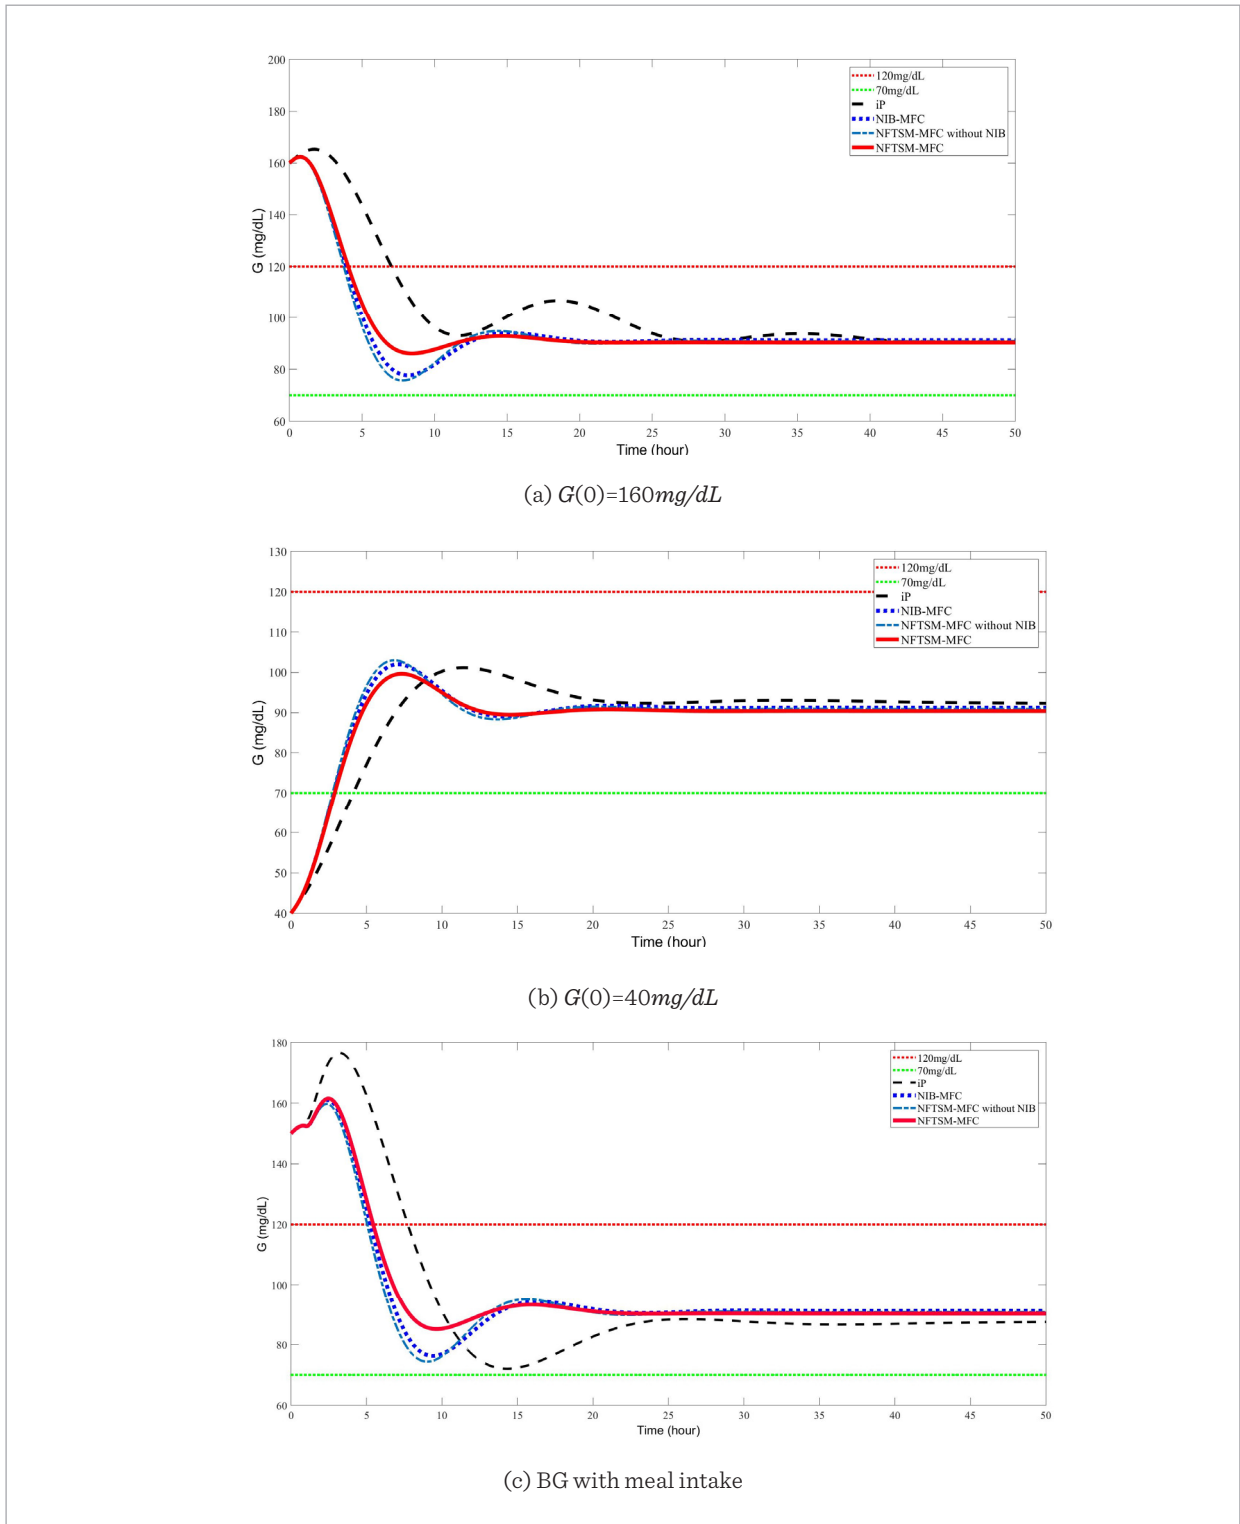 200
180
160
140
120
100
80
60
G (mg/dL)
0 5 10 15 20 25 30 35 40 45 50
Time (hour)
120mg/dL
70mg/dL
iP
NIB-MFC
NFTSM-MFC without NIB
NFTSM-MFC
(a) G(0)=160mg/dL
130
120
110
100
90
80
70
60
50
40
G (mg/dL)
0 5 10 15 20 25 30 35 40 45 50
Time (hour)
120mg/dL
70mg/dL
iP
NIB-MFC
NFTSM-MFC without NIB
NFTSM-MFC
(b) G(0)=40mg/dL
180
160
140
120
100
80
60
G (mg/dL)
0 5 10 15 20 25 30 35 40 45 50
Time (hour)
120mg/dL
70mg/dL
iP
NIB-MFC
NFTSM-MFC without NIB
NFTSM-MFC
(c) BG with meal intake